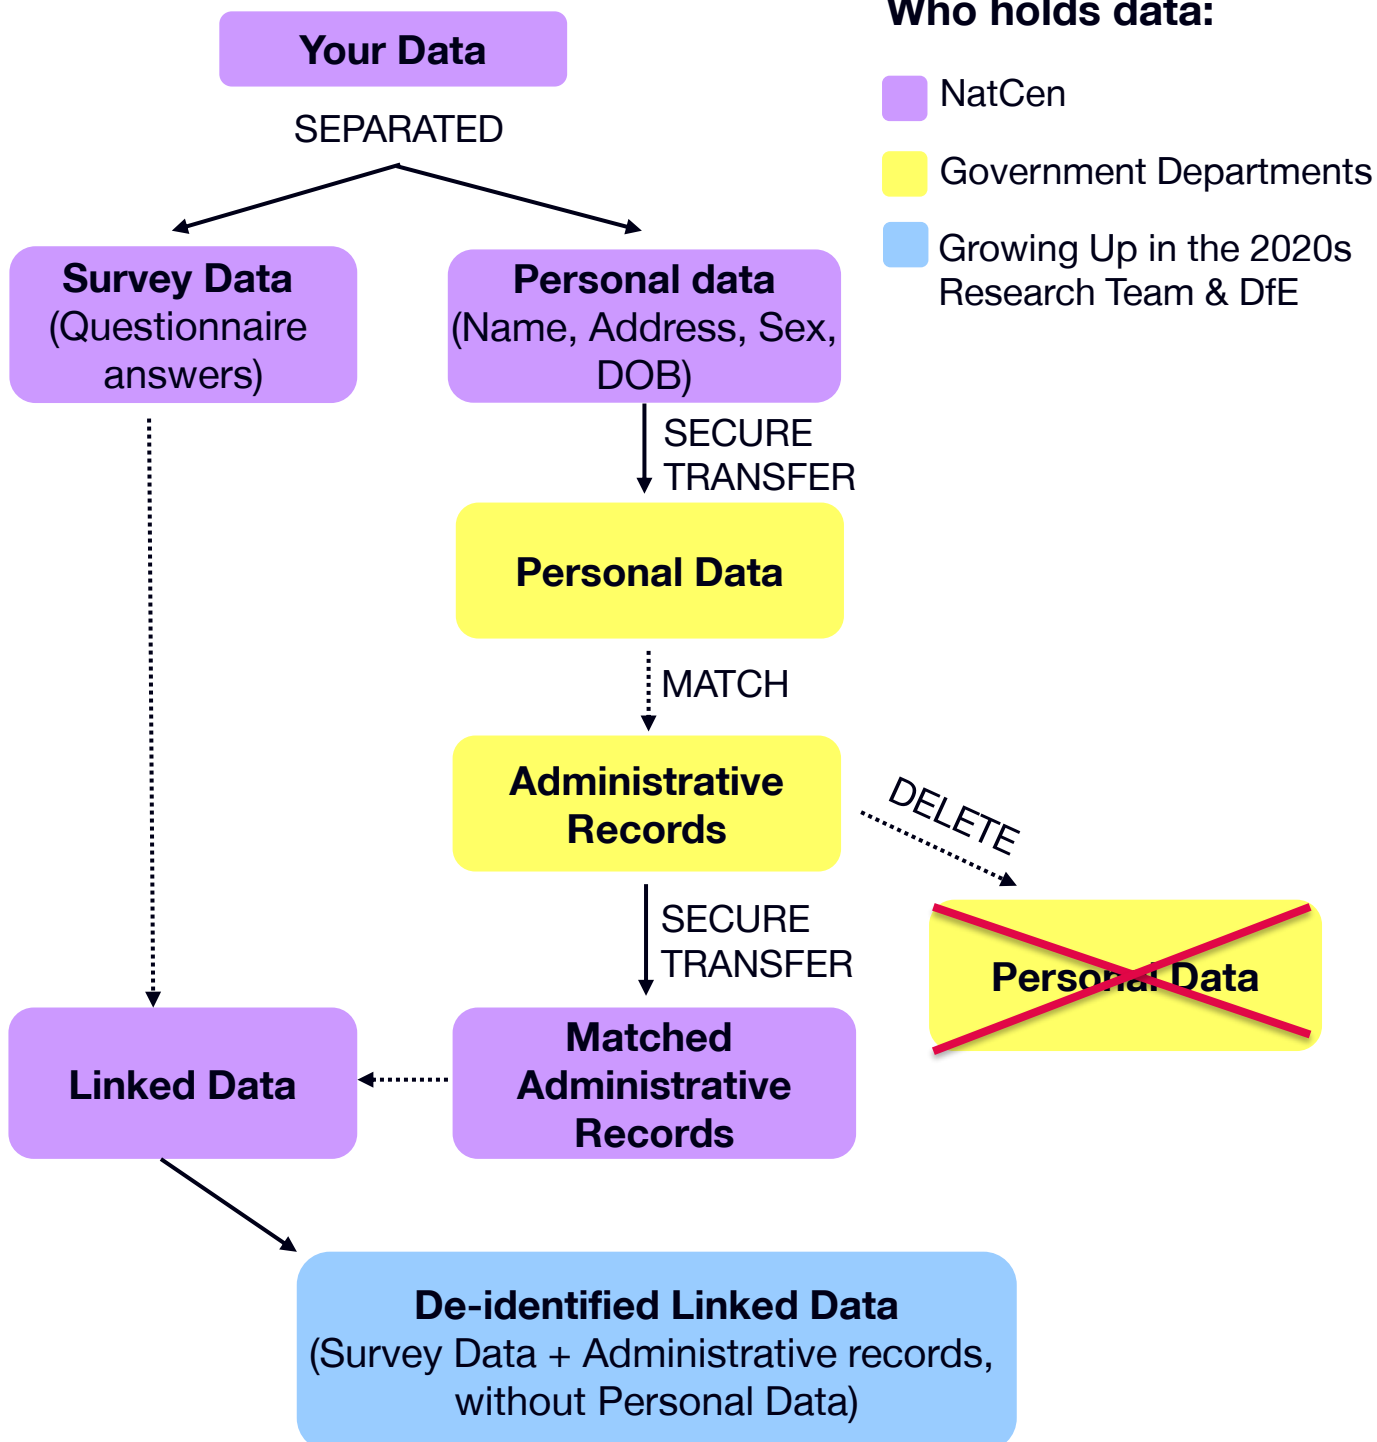 Who holds data:
NatCen
Government Departments
Growing Up in the 2020s
Research Team & DfE
Your Data
SEPARATED
Survey Data
(Questionnaire
answers)
Personal data
(Name, Address, Sex,
DOB)
SECURE
TRANSFER
Personal Data
MATCH
Administrative
Records
DELETE
Personal Data
SECURE
TRANSFER
Matched
Administrative
Records
Linked Data
De-identified Linked Data
(Survey Data + Administrative records,
without Personal Data)